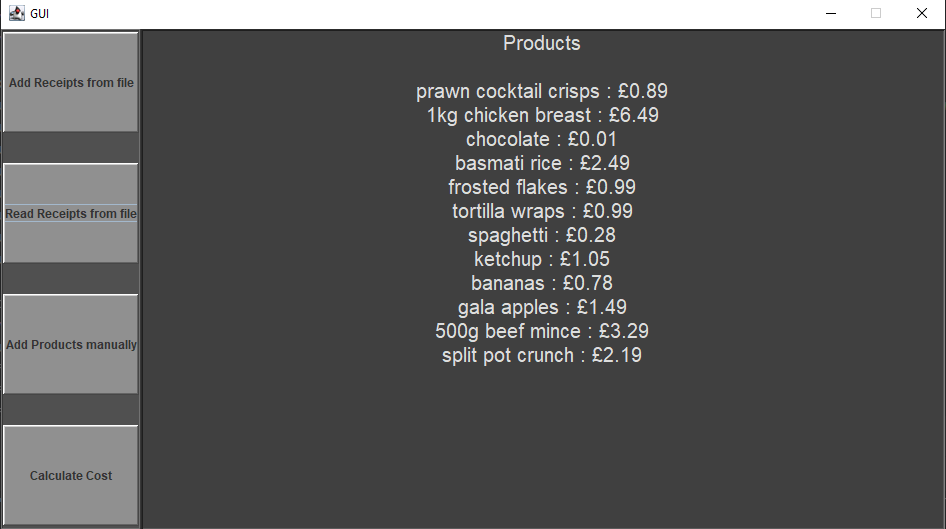 GUI
Add Receipts from file
Read Receipts from file
Add Products manually
Calculate Cost
Products
prawn cocktail crisps : £0.89
1kg chicken breast : £6.49
chocolate : £0.01
basmati rice : £2.49
frosted flakes : £0.99
tortilla wraps : £0.99
spaghetti : £0.28
ketchup : £1.05
bananas : £0.78
gala apples : £1.49
500g beef mince : £3.29
split pot crunch : £2.19